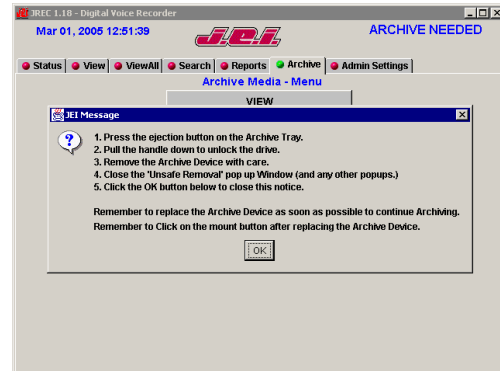 JREC 1.18 - Digital Voice Recorder
Mar 01, 2005 12:51:39
J.E.I.
ARCHIVE NEEDED
Status View ViewAll Search Reports Archive Admin Settings
Archive Media - Menu
VIEW
JEI Message
1. Press the ejection button on the Archive Tray.
2. Pull the handle down to unlock the drive.
3. Remove the Archive Device with care.
4. Close the 'Unsafe Removal' pop up Window (and any other popups.)
5. Click the OK button below to close this notice.
Remember to replace the Archive Device as soon as possible to continue Archiving.
Remember to Click on the mount button after replacing the Archive Device.
OK